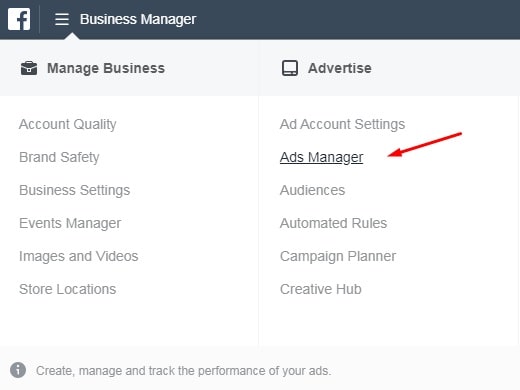 Business Manager
Manage Business
Account Quality
Brand Safety
Business Settings
Events Manager
Images and Videos
Store Locations
Advertise
Ad Account Settings
Ads Manager
Audiences
Automated Rules
Campaign Planner
Creative Hub
Create, manage and track the performance of your ads.